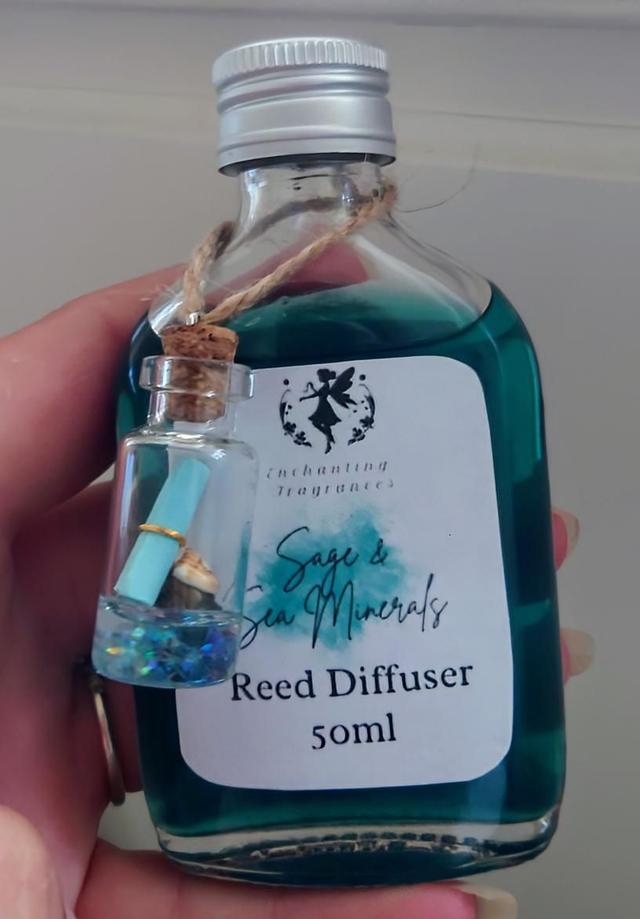 Enchanting
Fragrances
Sage &
Sea Minerals
Reed Diffuser
50ml